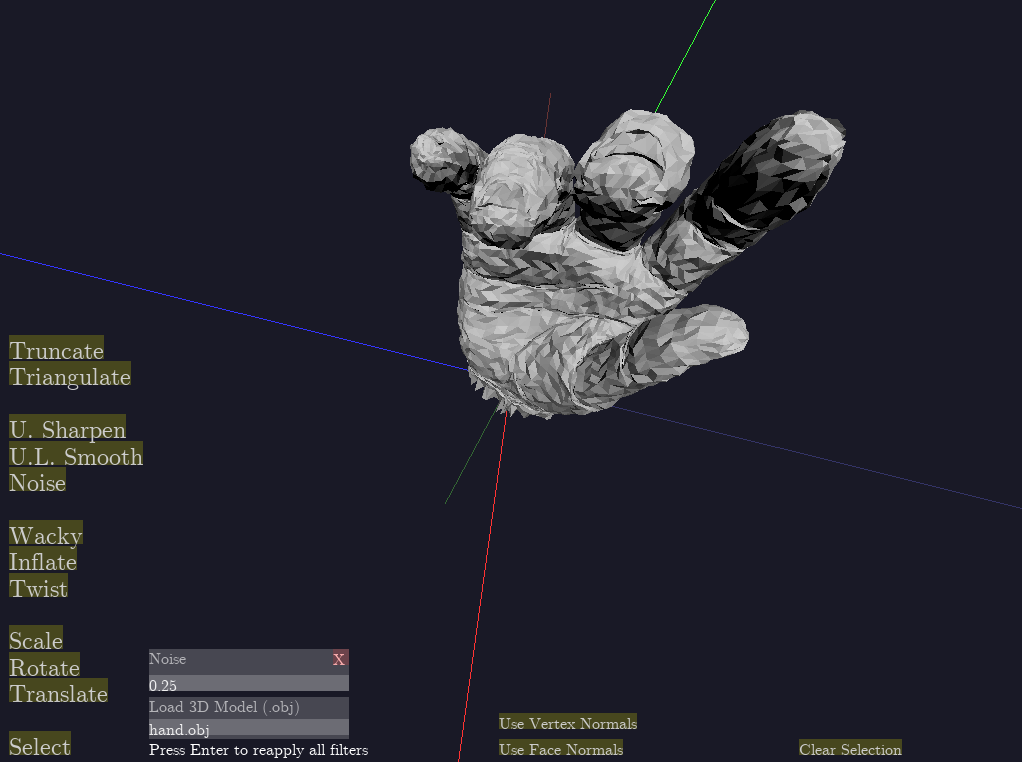 Truncate
Triangulate
U. Sharpen
U.L. Smooth
Noise
Wacky
Inflate
Twist
Scale
Rotate
Translate
Select
Noise X
0.25
Load 3D Model (.obj)
hand.obj
Press Enter to reapply all filters
Use Vertex Normals
Use Face Normals
Clear Selection